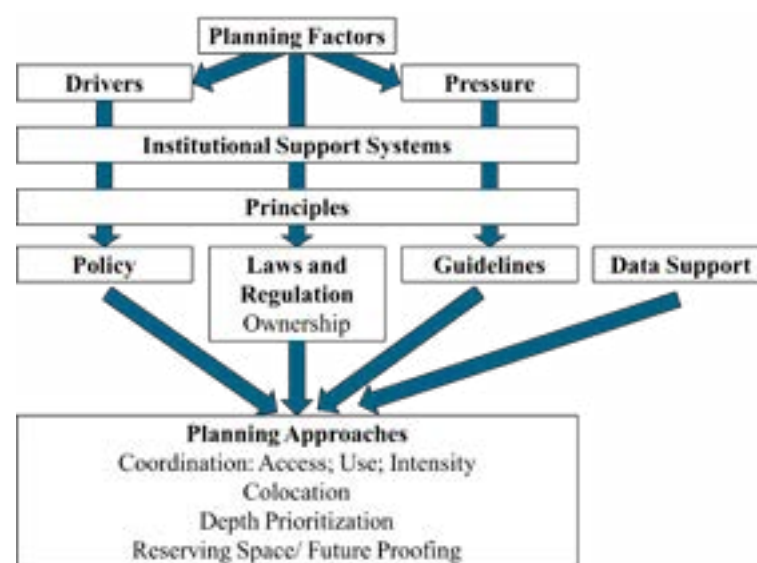 Planning Factors
Drivers
Pressure
Institutional Support Systems
Principles
Policy
Laws and
Regulation
Ownership
Guidelines
Data Support
Planning Approaches
Coordination: Access; Use; Intensity
Colocation
Depth Prioritization
Reserving Space/ Future Proofing